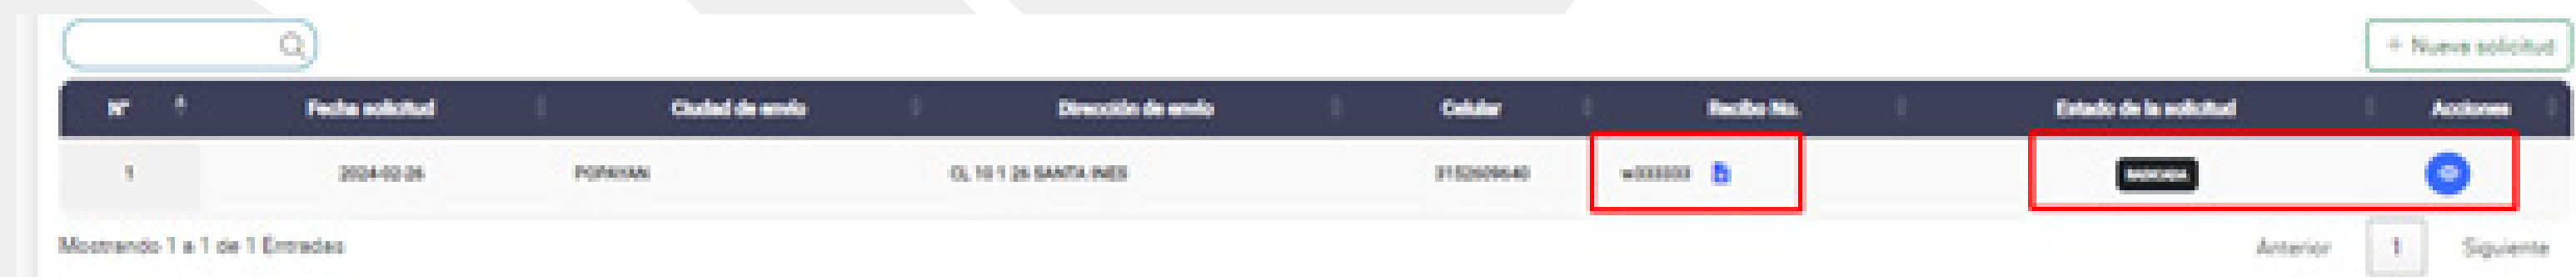 + Nueva solicitud
N° Fecha solicitud Ciudad de envío Dirección de envío Celular Recibo No. Estado de la solicitud Acciones
1 2024-02-26 POPAYAN CL 10 1 26 SANTA INES 3152609640
Mostrando 1 a 1 de 1 Entradas
Anterior 1 Siguiente